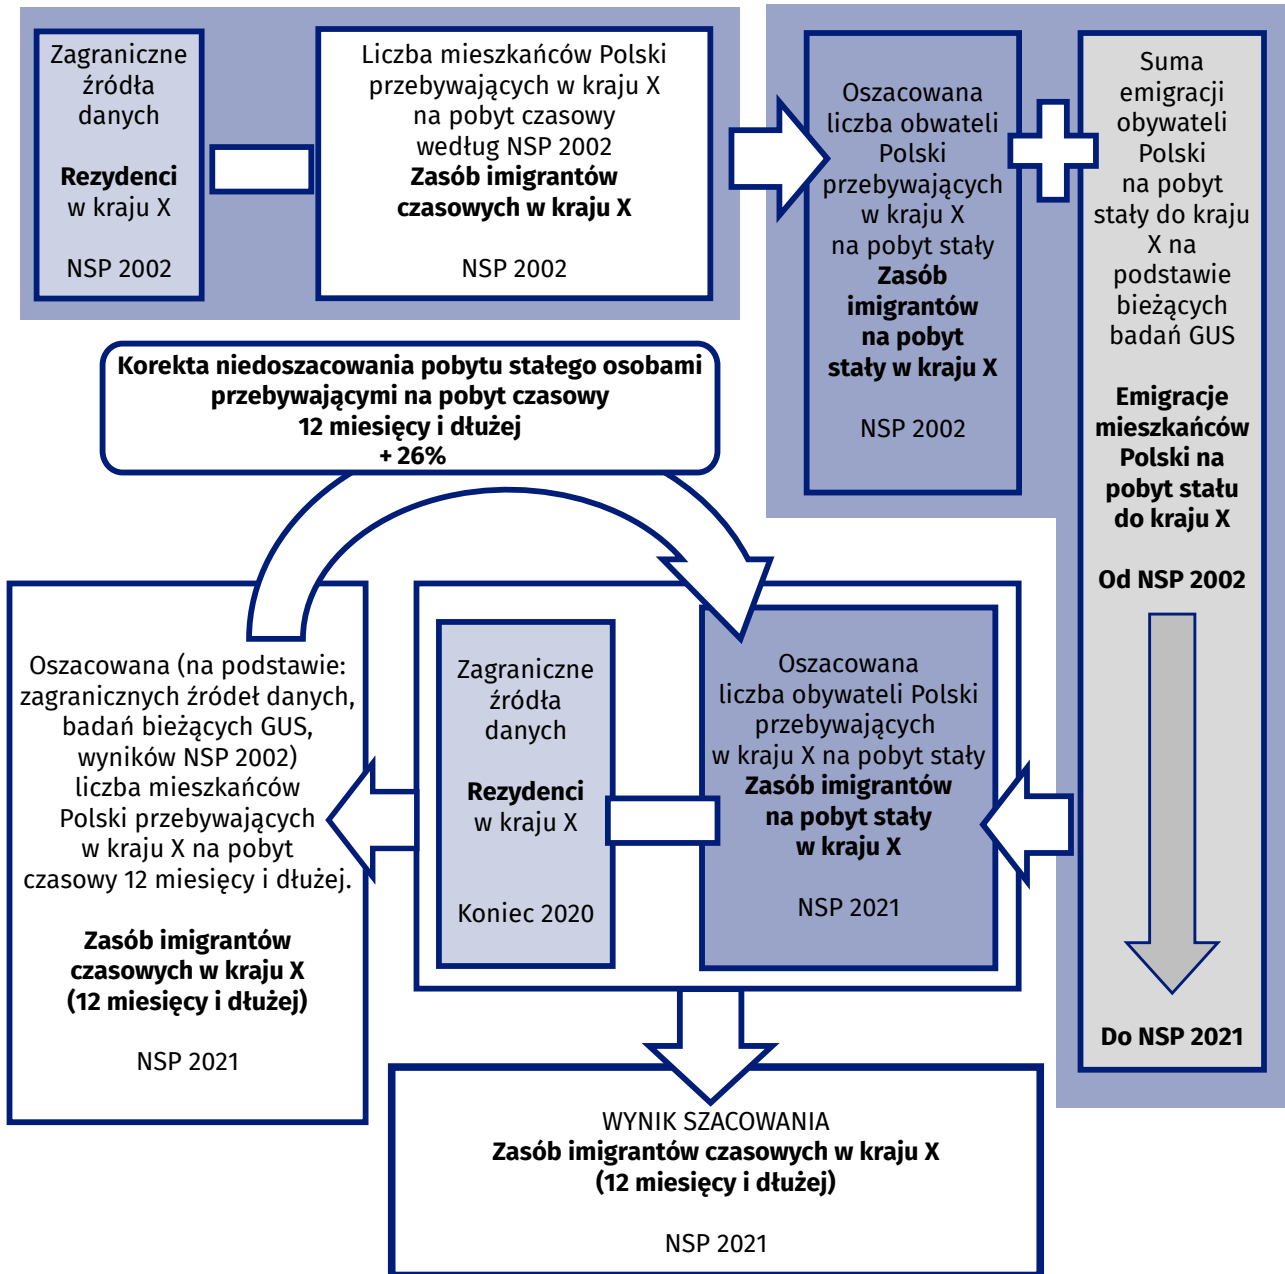 Zagraniczne
źródła
danych
Rezydenci
w kraju X
NSP 2002
Liczba mieszkańców Polski
przebywających w kraju X
na pobyt czasowy
według NSP 2002
Zasób imigrantów
czasowych w kraju X
NSP 2002
Oszacowana
liczba obwateli
Polski
przebywających
w kraju X
na pobyt stały
Zasób
imigrantów
na pobyt
stały w kraju X
NSP 2002
Suma
emigracji
obywateli
Polski
na pobyt
stały do kraju
X na
podstawie
bieżących
badań GUS
Emigracje
mieszkańców
Polski na
pobyt stału
do kraju X
Od NSP 2002
Do NSP 2021
Korekta niedoszacowania pobytu stałego osobami
przebywającymi na pobyt czasowy
12 miesięcy i dłużej
+ 26%
Oszacowana (na podstawie:
zagranicznych źródeł danych,
badań bieżących GUS,
wyników NSP 2002)
liczba mieszkańców
Polski przebywających
w kraju X na pobyt
czasowy 12 miesięcy i dłużej.
Zasób imigrantów
czasowych w kraju X
(12 miesięcy i dłużej)
NSP 2021
Zagraniczne
źródła
danych
Rezydenci
w kraju X
Koniec 2020
Oszacowana
liczba obywateli Polski
przebywających
w kraju X na pobyt stały
Zasób imigrantów
na pobyt stały
w kraju X
NSP 2021
WYNIK SZACOWANIA
Zasób imigrantów czasowych w kraju X
(12 miesięcy i dłużej)
NSP 2021